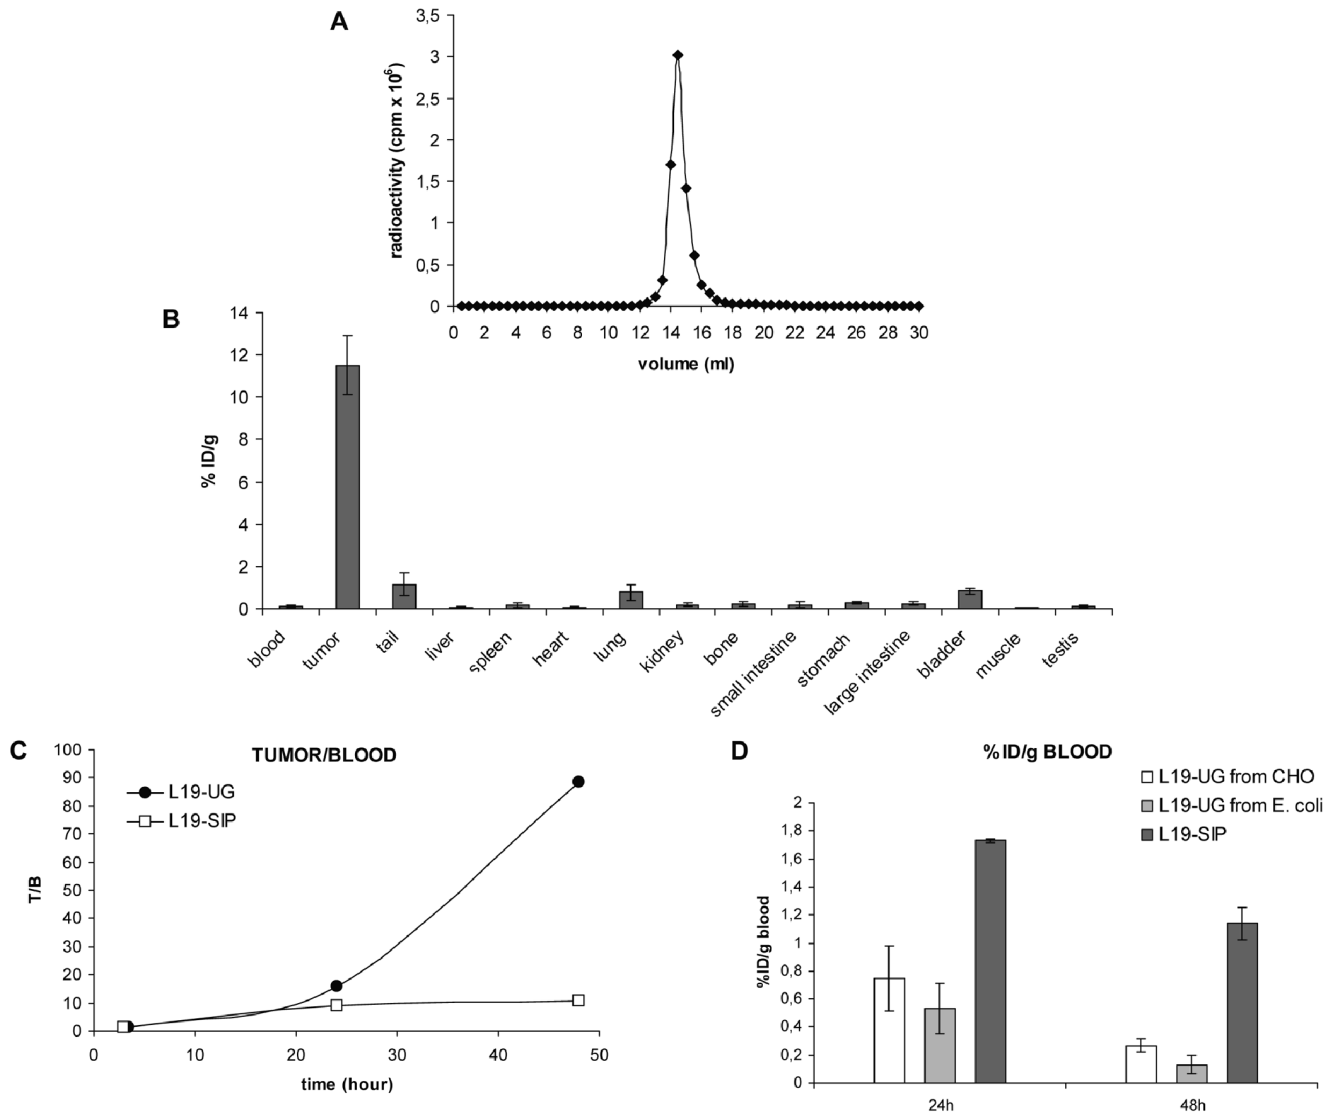 A
3,5
3
2,5
2
1,5
1
0,5
0
radioactivity (cpm x 10⁶)
0 2 4 6 8 10 12 14 16 18 20 22 24 26 28 30
volume (ml)
B
14
12
10
8
6
4
2
0
% ID/g
blood
tumor
tail
liver
spleen
heart
lung
kidney
bone
small intestine
stomach
large intestine
bladder
muscle
testis
C
TUMOR/BLOOD
L19-UG
L19-SIP
100
90
80
70
60
50
40
30
20
10
0
T/B
0 10 20 30 40 50
time (hour)
D
%ID/g BLOOD
L19-UG from CHO
L19-UG from E. coli
L19-SIP
2
1,8
1,6
1,4
1,2
1
0,8
0,6
0,4
0,2
0
%ID/g blood
24h 48h